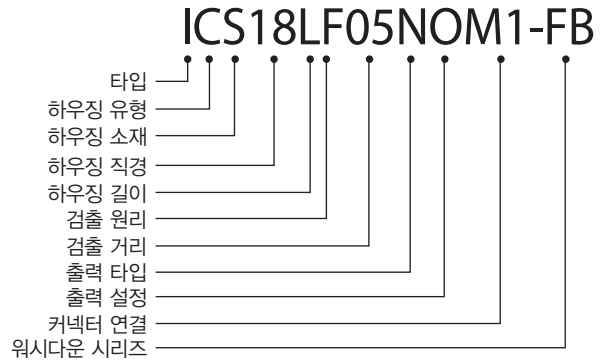 ICS18LF05NOM1-FB
타입
하우징 유형
하우징 소재
하우징 직경
하우징 길이
검출 원리
검출 거리
출력 타입
출력 설정
커넥터 연결
워시다운 시리즈